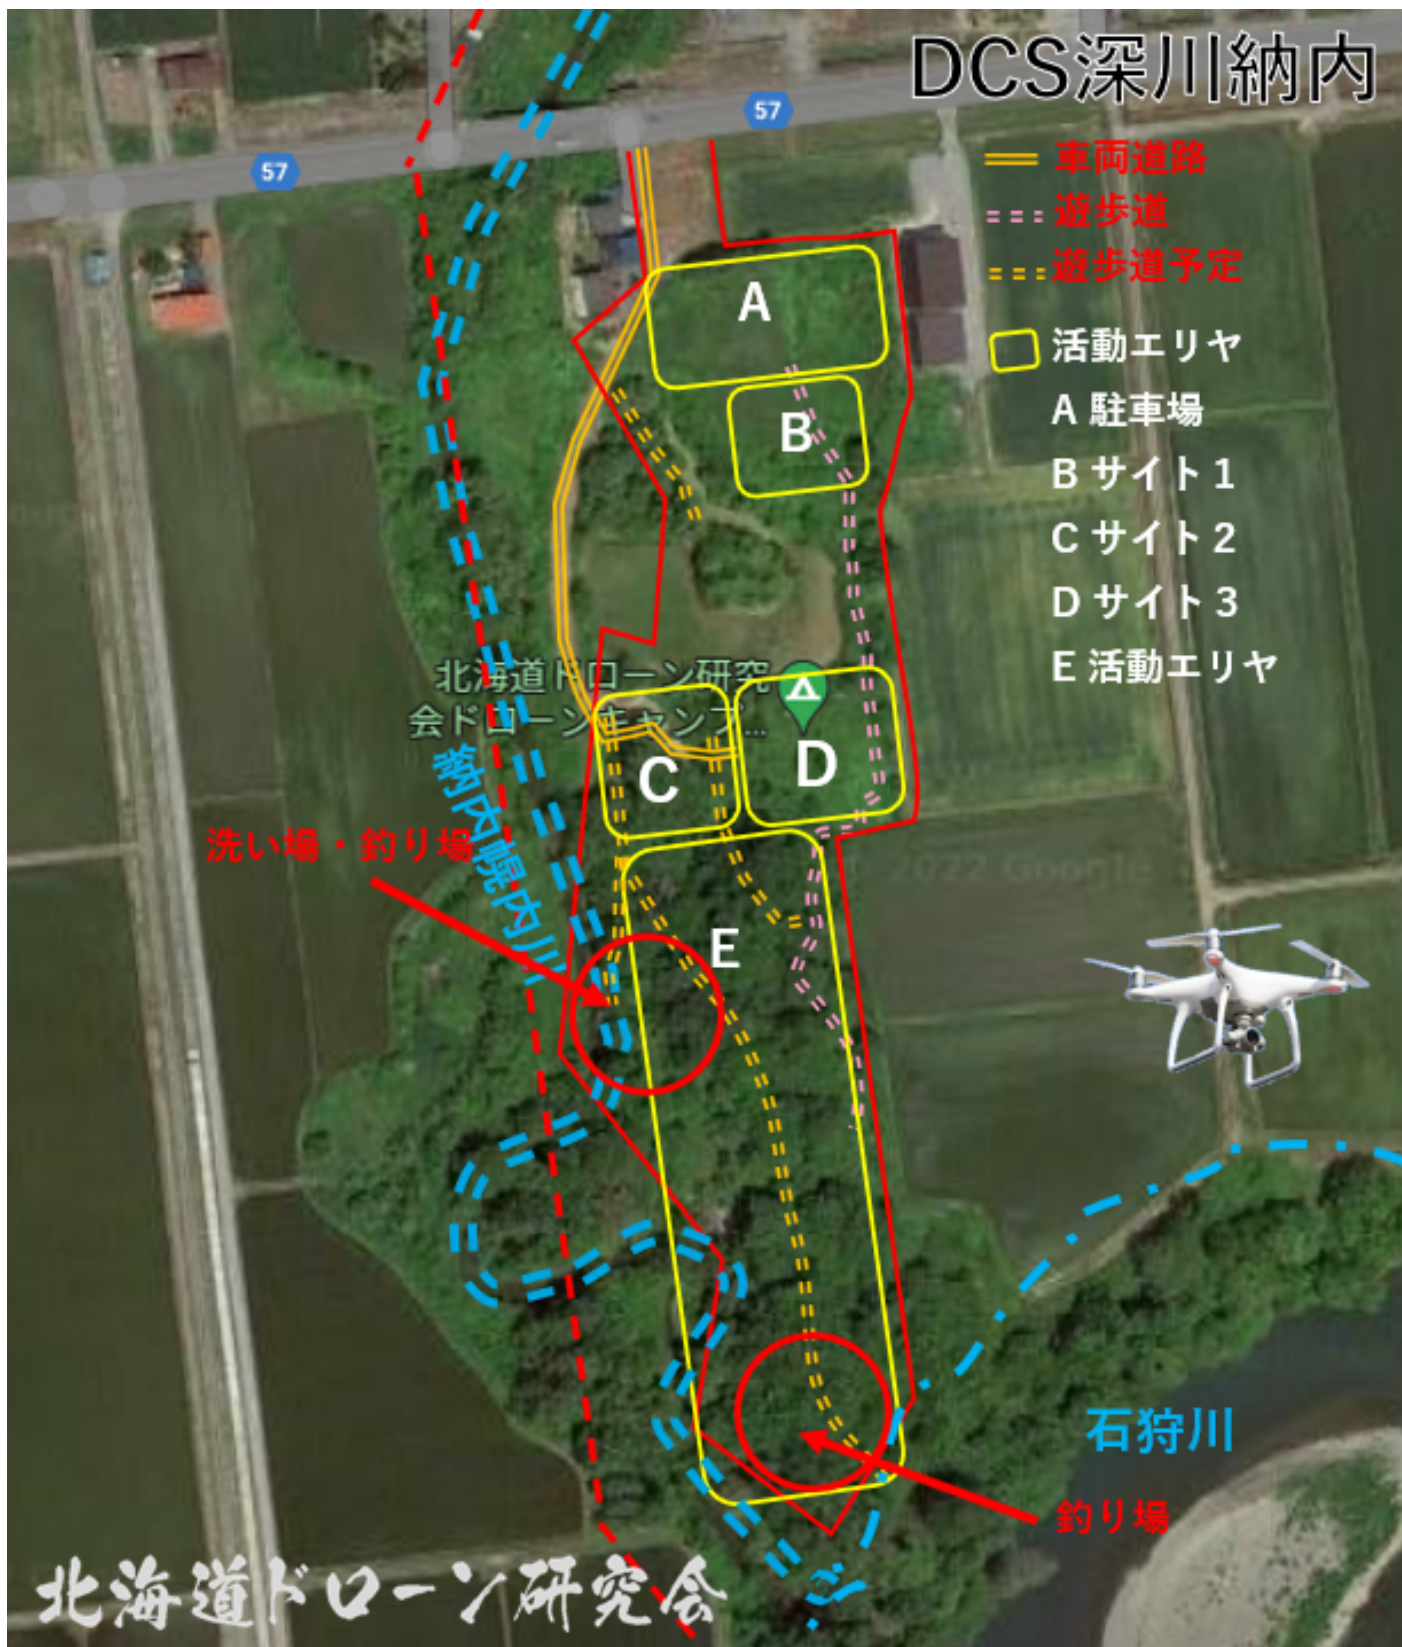 DCS深川納内
57
57
車両道路
遊歩道
遊歩道予定
活動エリヤ
A 駐車場
B サイト1
C サイト2
D サイト3
E 活動エリヤ
A
B
北海道ドローン研究
会ドローンキャンプ...
C
D
納内幌内川
洗い場・釣り場
2022 Google
E
石狩川
釣り場
北海道ドローン研究会